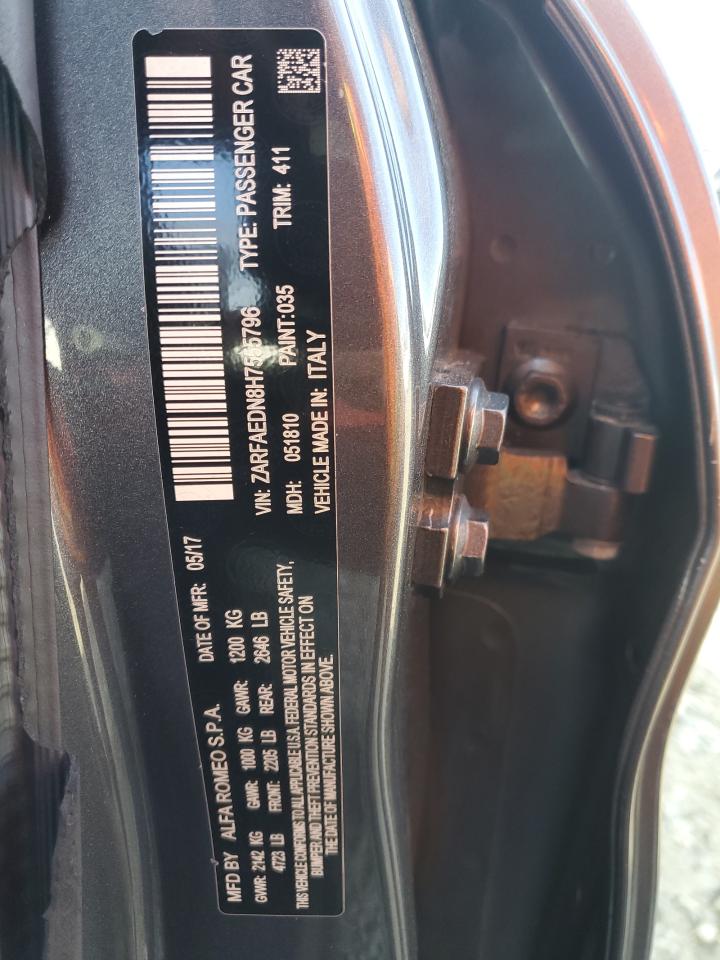 MFD BY ALFA ROMEO S.P.A. DATE OF MFR: 05/17
GVWR: 2142 KG GAWR: 1000 KG GAWR: 1200 KG
4723 LB FRONT: 2205 LB REAR: 2646 LB
THIS VEHICLE CONFORMS TO ALL APPLICABLE U.S.A. FEDERAL MOTOR VEHICLE SAFETY,
BUMPER AND THEFT PREVENTION STANDARDS IN EFFECT ON
THE DATE OF MANUFACTURE SHOWN ABOVE.
VIN: ZARFAEDN8H7555796 TYPE: PASSENGER CAR
MDH: 051810 PAINT:035 TRIM: 411
VEHICLE MADE IN: ITALY